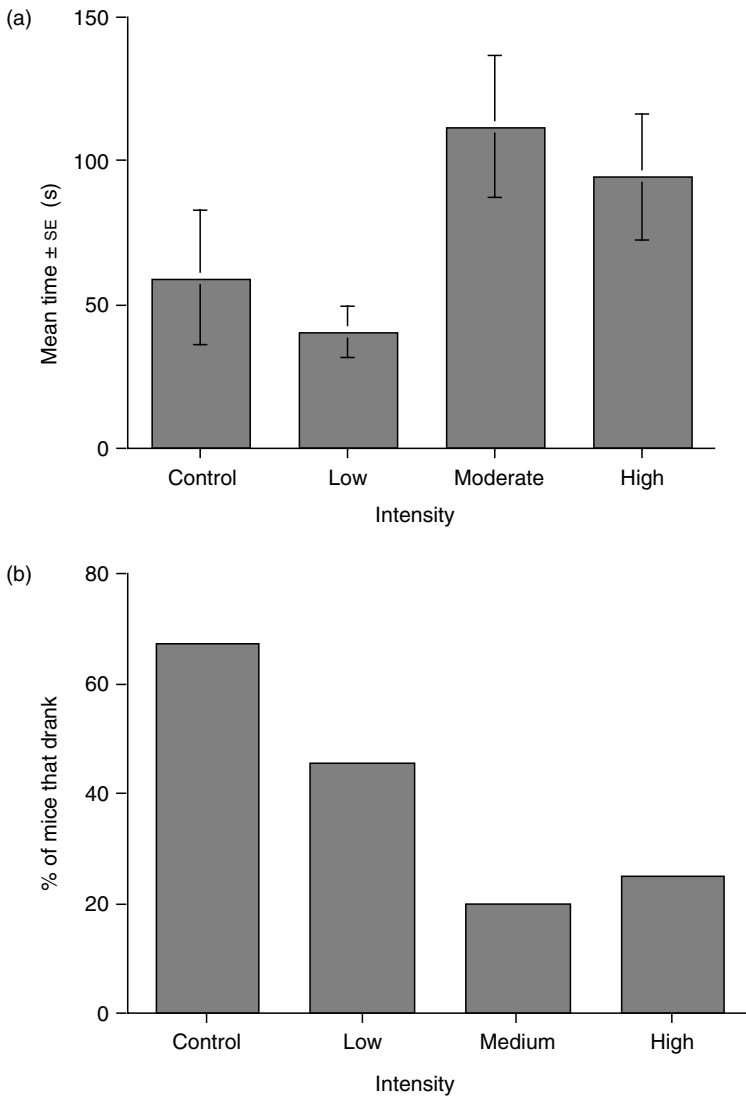 (a)
150
100
50
0
Mean time ± SE (s)
Control Low Moderate High
Intensity
(b)
80
60
40
20
0
% of mice that drank
Control Low Medium High
Intensity